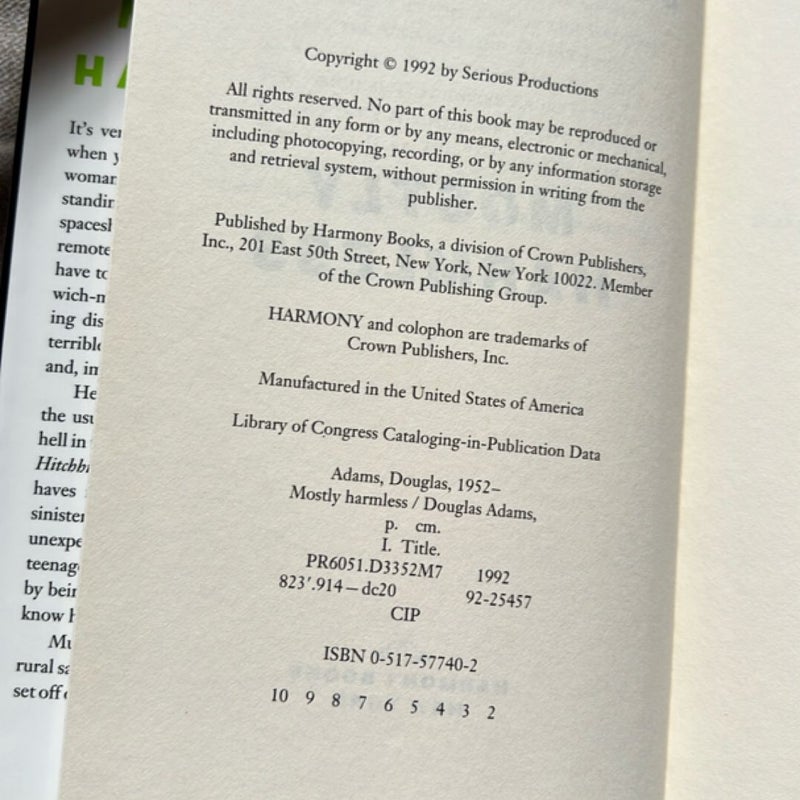 HA
It's ver
when y
woman
standin
spacesh
remote
have to
wich-m
ing dis
terrible
and, in
He
the usu
hell in
Hitchhi
haves
sinister
unexpe
teenag
by bein
know h
Mu
rural sa
set off
Copyright © 1992 by Serious Productions
All rights reserved. No part of this book may be reproduced or
transmitted in any form or by any means, electronic or mechanical,
including photocopying, recording, or by any information storage
and retrieval system, without permission in writing from the
publisher.
Published by Harmony Books, a division of Crown Publishers,
Inc., 201 East 50th Street, New York, New York 10022. Member
of the Crown Publishing Group.
HARMONY and colophon are trademarks of
Crown Publishers, Inc.
Manufactured in the United States of America
Library of Congress Cataloging-in-Publication Data
Adams, Douglas, 1952–
Mostly harmless / Douglas Adams,
p. cm.
I. Title.
PR6051.D3352M7 1992
823′.914—dc20 92-25457
CIP
ISBN 0-517-57740-2
10 9 8 7 6 5 4 3 2